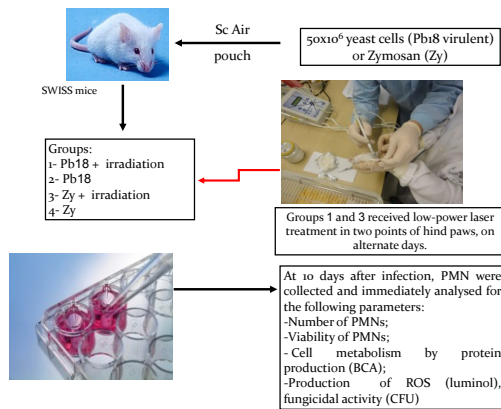 Sc Air
pouch
50x10⁶ yeast cells (Pb18 virulent)
or Zymosan (Zy)
SWISS mice
Groups:
1- Pb18 + irradiation
2- Pb18
3- Zy + irradiation
4- Zy
Groups 1 and 3 received low-power laser
treatment in two points of hind paws, on
alternate days.
At 10 days after infection, PMN were
collected and immediately analysed for
the following parameters:
-Number of PMNs;
-Viability of PMNs;
-Cell metabolism by protein
production (BCA);
-Production of ROS (luminol),
fungicidal activity (CFU)